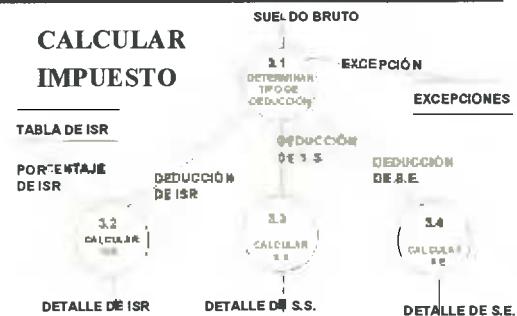 SUELDO BRUTO
CALCULAR
IMPUESTO
3.1
DETERMINAR
TIPO DE
DEDUCCIÓN
EXCEPCIÓN
EXCEPCIONES
TABLA DE ISR
PORCENTAJE
DE ISR
DEDUCCIÓN
DE ISR
DEDUCCIÓN
DE S.S.
DEDUCCIÓN
DE S.E.
3.2
CALCULAR
3.3
CALCULAR
3.4
CALCULAR
DETALLE DE ISR
DETALLE DE S.S.
DETALLE DE S.E.